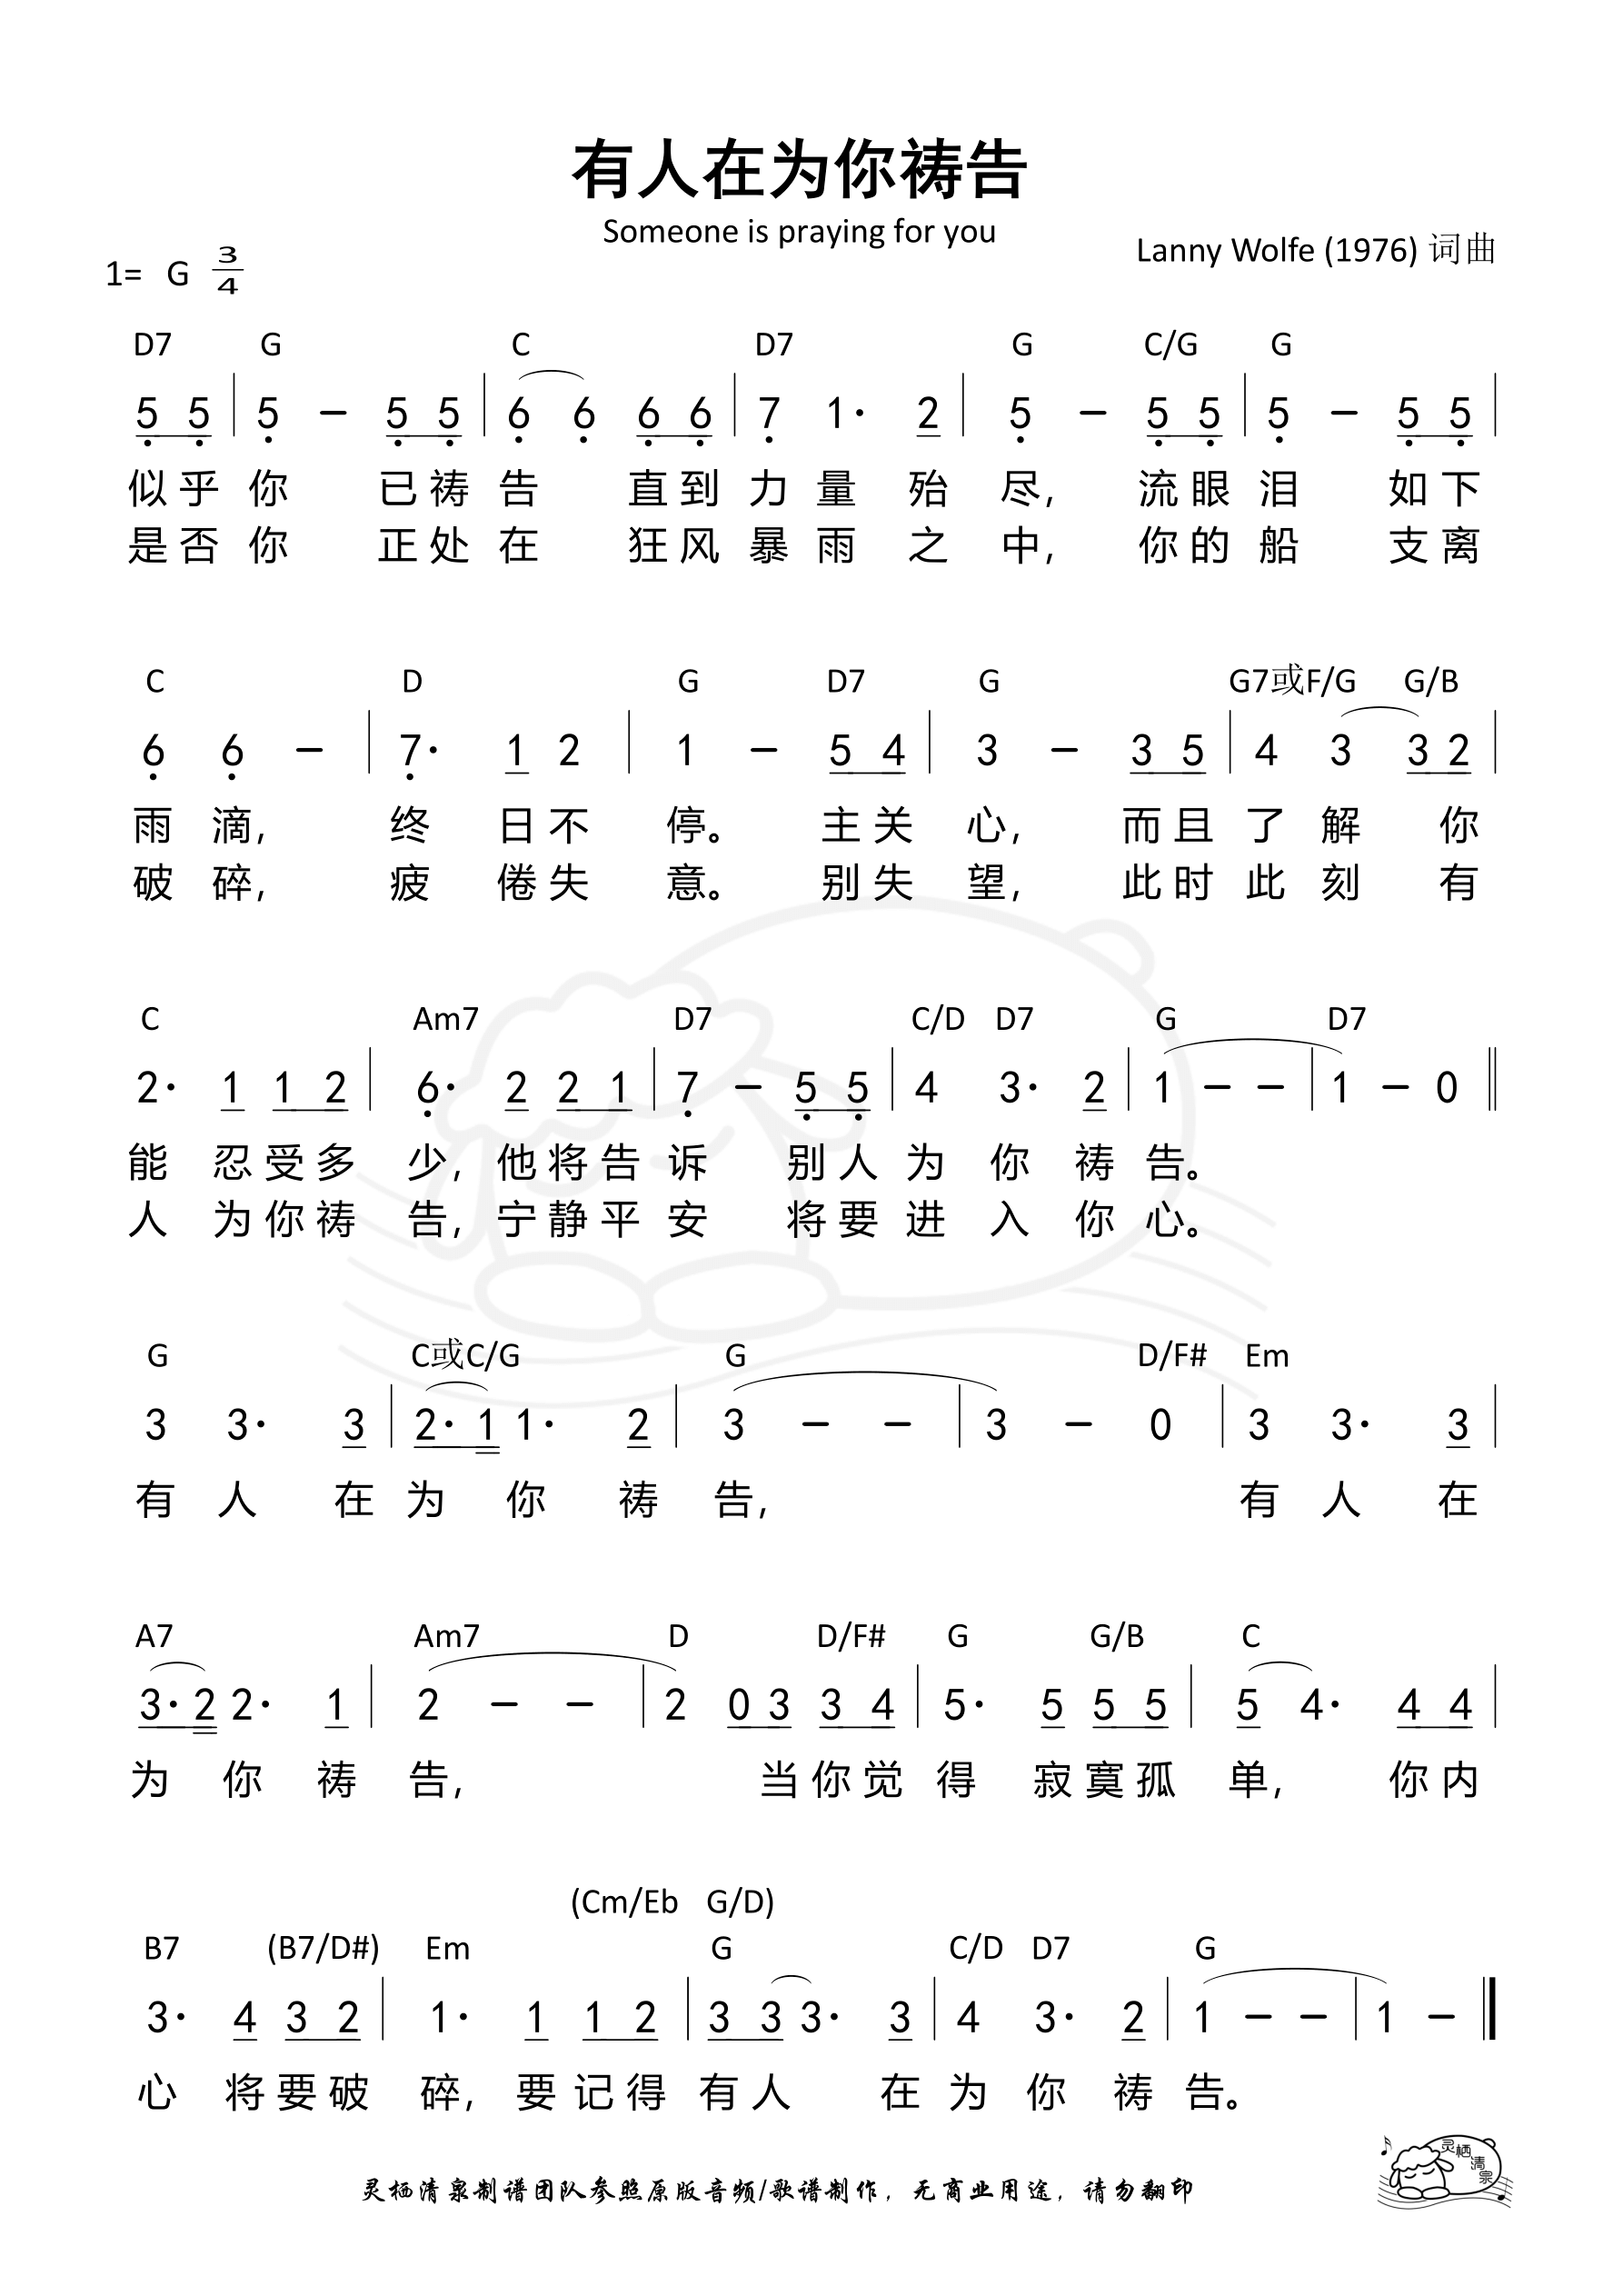 有人在为你祷告
Someone is praying for you
Lanny Wolfe (1976) 词曲
1= G 3/4
D7 G C D7 G C/G G
5 5 | 5 – 5 5 | 6 6 6 6 | 7 1· 2 | 5 – 5 5 | 5 – 5 5 |
似乎你 已祷告 直到力量 殆 尽, 流眼泪 如下
是否你 正处在 狂风暴雨 之 中, 你的船 支离
C D G D7 G G7或F/G G/B
6 6 – | 7· 1 2 | 1 – 5 4 | 3 – 3 5 | 4 3 3 2 |
雨滴, 终 日不 停。 主关 心, 而且了解 你
破碎, 疲 倦失 意。 别失 望, 此时此刻 有
C Am7 D7 C/D D7 G D7
2· 1 1 2 | 6· 2 2 1 | 7 – 5 5 | 4 3· 2 | 1 – – | 1 – 0 ||
能 忍受多 少, 他将告诉 别人为 你 祷告。
人 为你祷 告, 宁静平安 将要进 入 你心。
G C或C/G G D/F# Em
3 3· 3 | 2· 1 1· 2 | 3 – – | 3 – 0 | 3 3· 3 |
有人 在为 你 祷 告, 有人 在
A7 Am7 D D/F# G G/B C
3· 2 2· 1 | 2 – – | 2 0 3 3 4 | 5· 5 5 5 | 5 4· 4 4 |
为 你 祷 告, 当你觉得 寂寞孤 单, 你内
(Cm/Eb G/D)
B7 (B7/D#) Em G C/D D7 G
3· 4 3 2 | 1· 1 1 2 | 3 3 3· 3 | 4 3· 2 | 1 – – | 1 – ||
心 将要破 碎, 要记得有人 在为 你 祷告。
灵栖清泉
灵栖清泉制谱团队参照原版音频/歌谱制作，无商业用途，请勿翻印